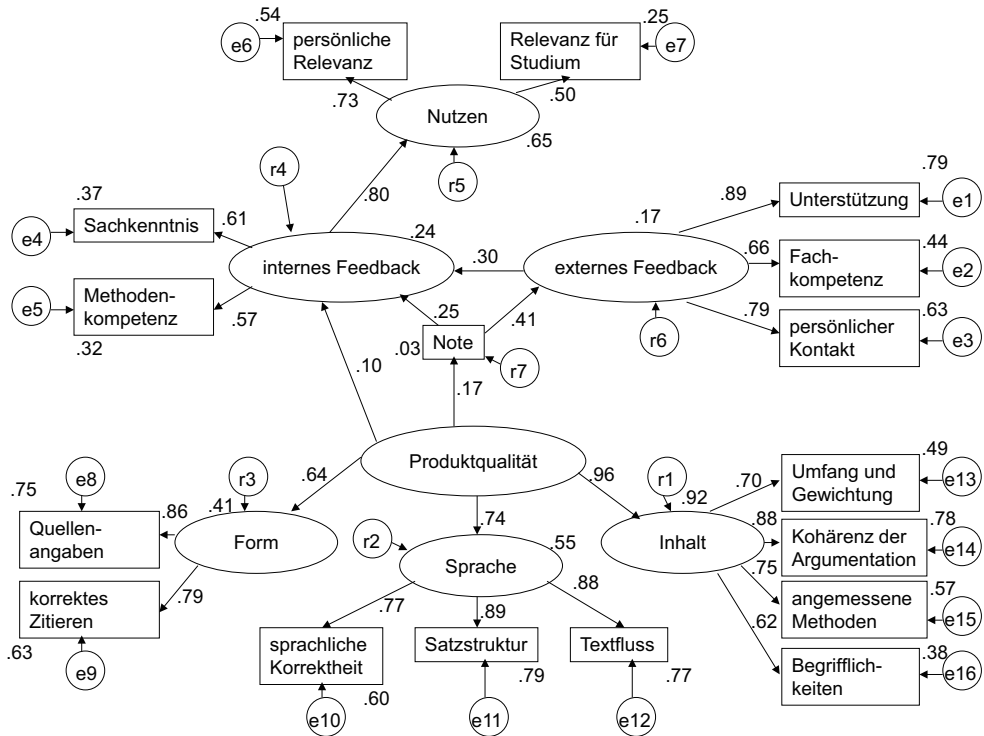 .54
e6
persönliche
Relevanz
Relevanz für
Studium
.25
e7
.73
.50
Nutzen
.65
r4
r5
.80
.79
.37
Sachkenntnis
.61
e4
.24
.17
.89
Unterstützung
e1
internes Feedback
.30
externes Feedback
.66
Fach-
kompetenz
.44
e2
e5
Methoden-
kompetenz
.57
.32
.25
.41
.79
persönlicher
Kontakt
.63
e3
r6
.03
Note
r7
.10
.17
Produktqualität
.64
.96
.74
e8
r3
.75
.86
.41
Quellen-
angaben
Form
korrektes
Zitieren
.79
.63
e9
r2
.55
Sprache
.77
.89
.88
sprachliche
Korrektheit
Satzstruktur
Textfluss
.60
.79
.77
e10
e11
e12
r1
.92
Inhalt
.70
Umfang und
Gewichtung
.49
e13
.88
Kohärenz der
Argumentation
.78
e14
.75
angemessene
Methoden
.57
e15
.62
Begrifflich-
keiten
.38
e16